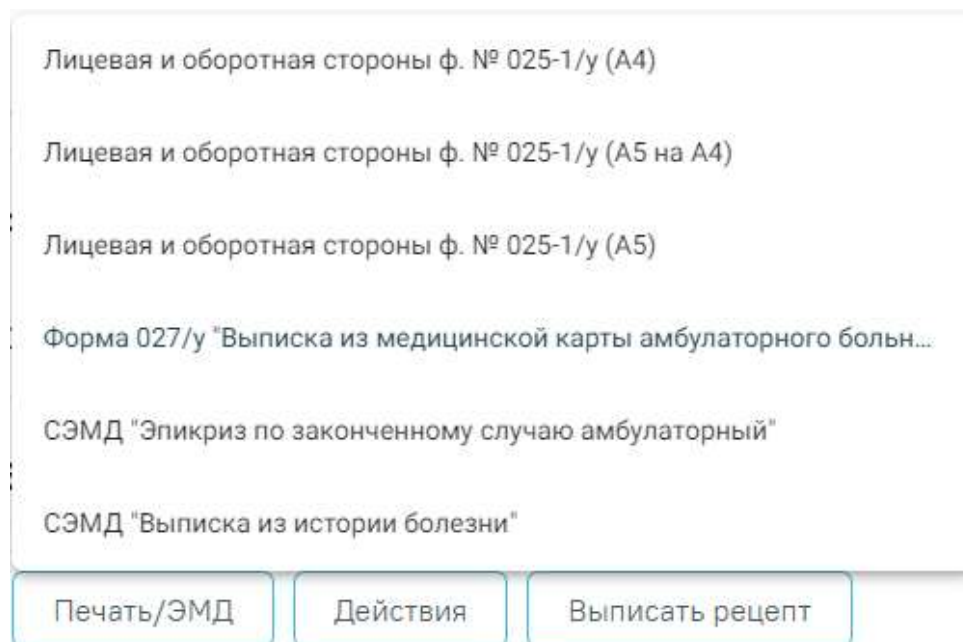 Лицевая и оборотная стороны ф. № 025-1/у (А4)
Лицевая и оборотная стороны ф. № 025-1/у (А5 на А4)
Лицевая и оборотная стороны ф. № 025-1/у (А5)
Форма 027/у "Выписка из медицинской карты амбулаторного больн...
СЭМД "Эпикриз по законченному случаю амбулаторный"
СЭМД "Выписка из истории болезни"
Печать/ЭМД Действия Выписать рецепт